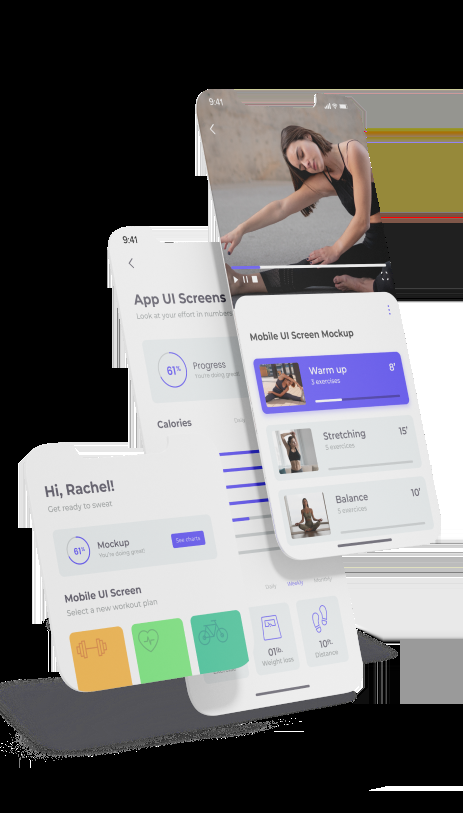 9:41
Mobile UI Screen Mockup
Warm up
3 exercises
8'
Stretching
5 exercises
15'
Balance
5 exercises
10'
9:41
App UI Screens
Look at your effort in numbers
61%
Progress
You're doing great
Calories
Daily
Weekly
01lb.
Weight loss
10ft.
Distance
Hi, Rachel!
Get ready to sweat
61%
Mockup
You're doing great!
See charts
Mobile UI Screen
Select a new workout plan